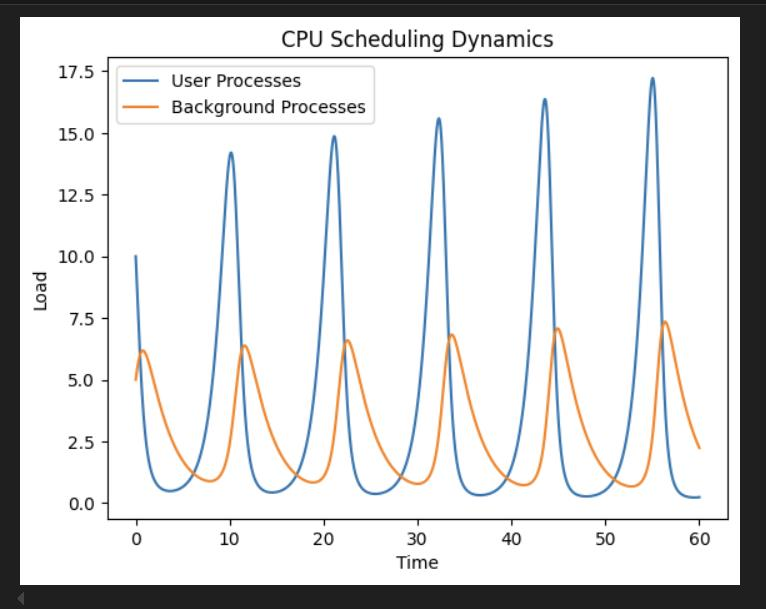 CPU Scheduling Dynamics
User Processes
Background Processes
17.5
15.0
12.5
10.0
7.5
5.0
2.5
0.0
Load
0 10 20 30 40 50 60
Time